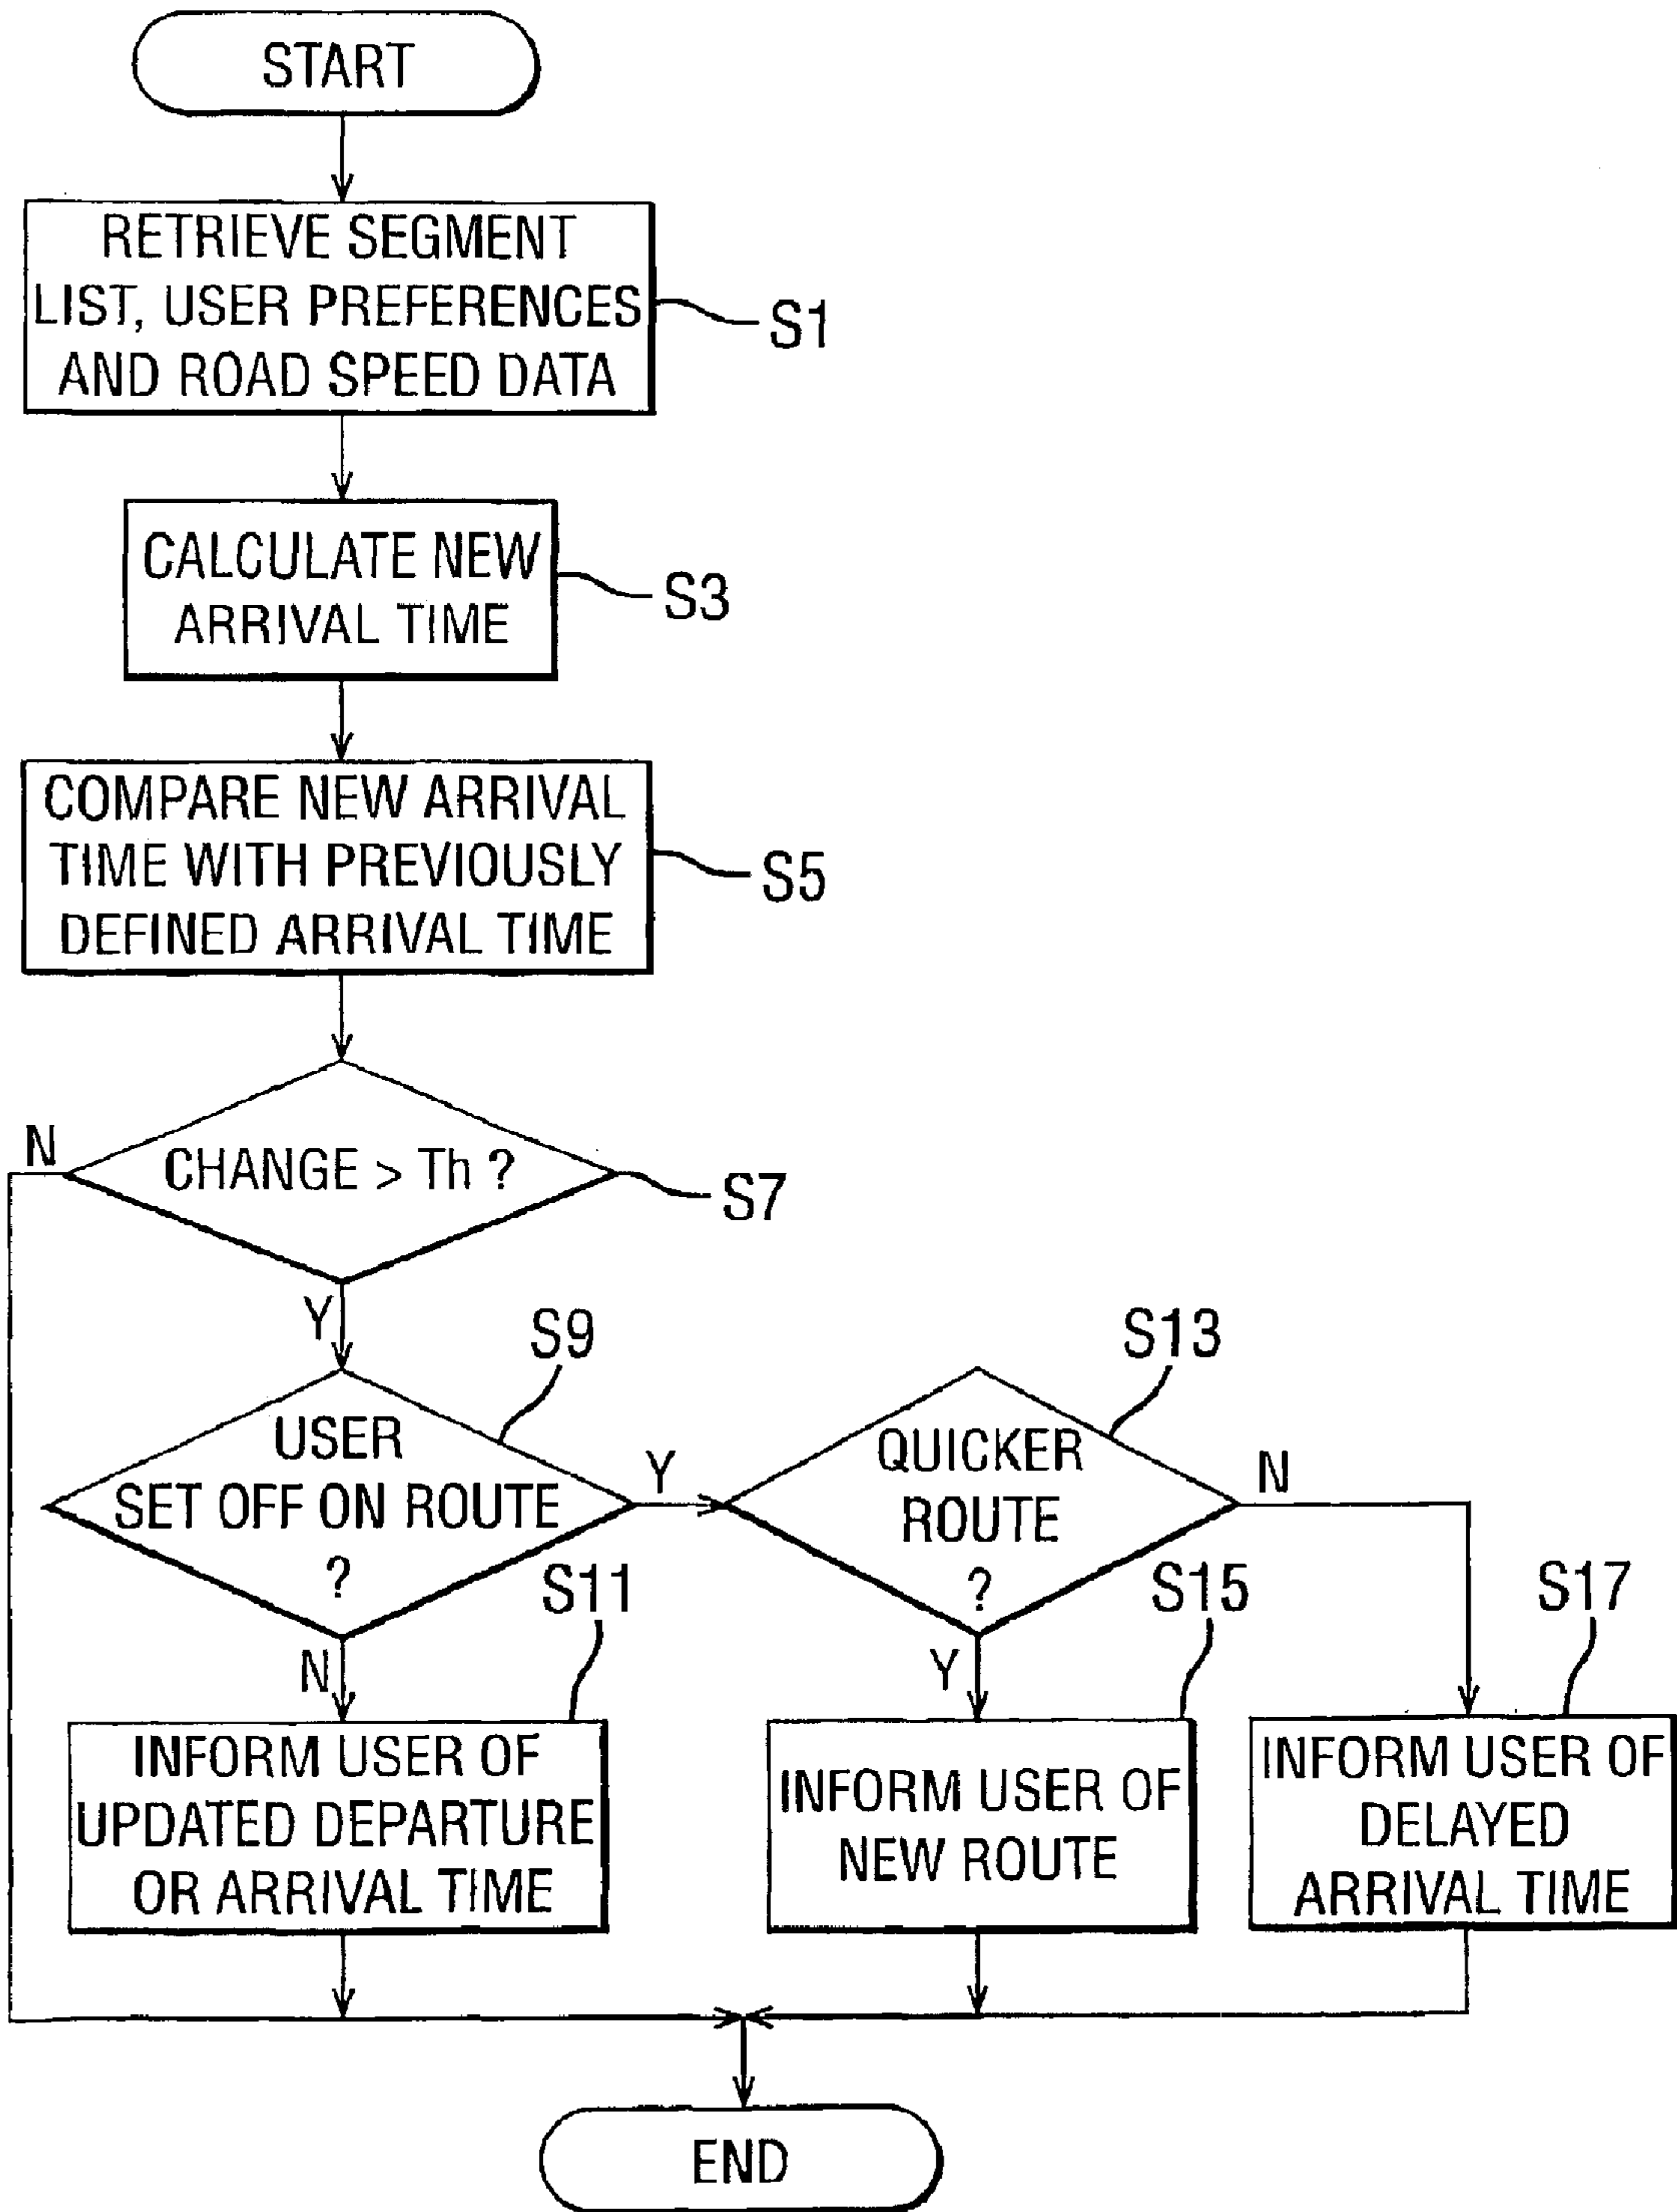 START
RETRIEVE SEGMENT
LIST, USER PREFERENCES
AND ROAD SPEED DATA
S1
CALCULATE NEW
ARRIVAL TIME
S3
COMPARE NEW ARRIVAL
TIME WITH PREVIOUSLY
DEFINED ARRIVAL TIME
S5
N
CHANGE > Th ?
S7
Y
S9
USER
SET OFF ON ROUTE
?
Y
S13
QUICKER
ROUTE
?
N
N
S11
INFORM USER OF
UPDATED DEPARTURE
OR ARRIVAL TIME
Y
S15
INFORM USER OF
NEW ROUTE
S17
INFORM USER OF
DELAYED
ARRIVAL TIME
END